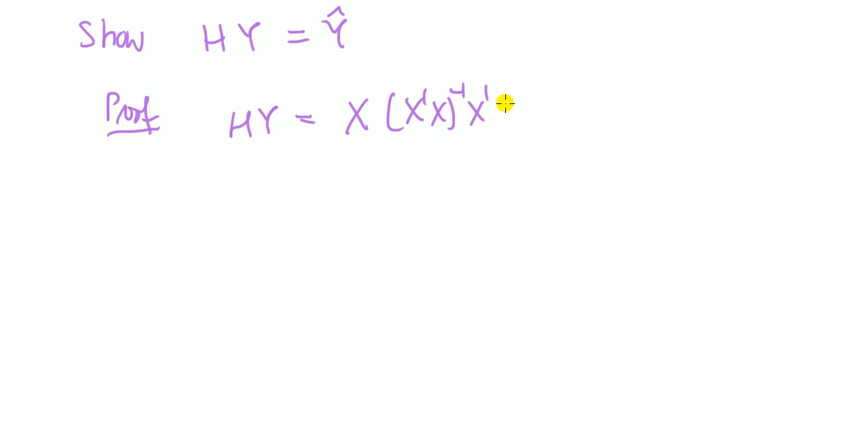 Show HY = Ŷ
Proof HY = X (X'X)⁻¹X'